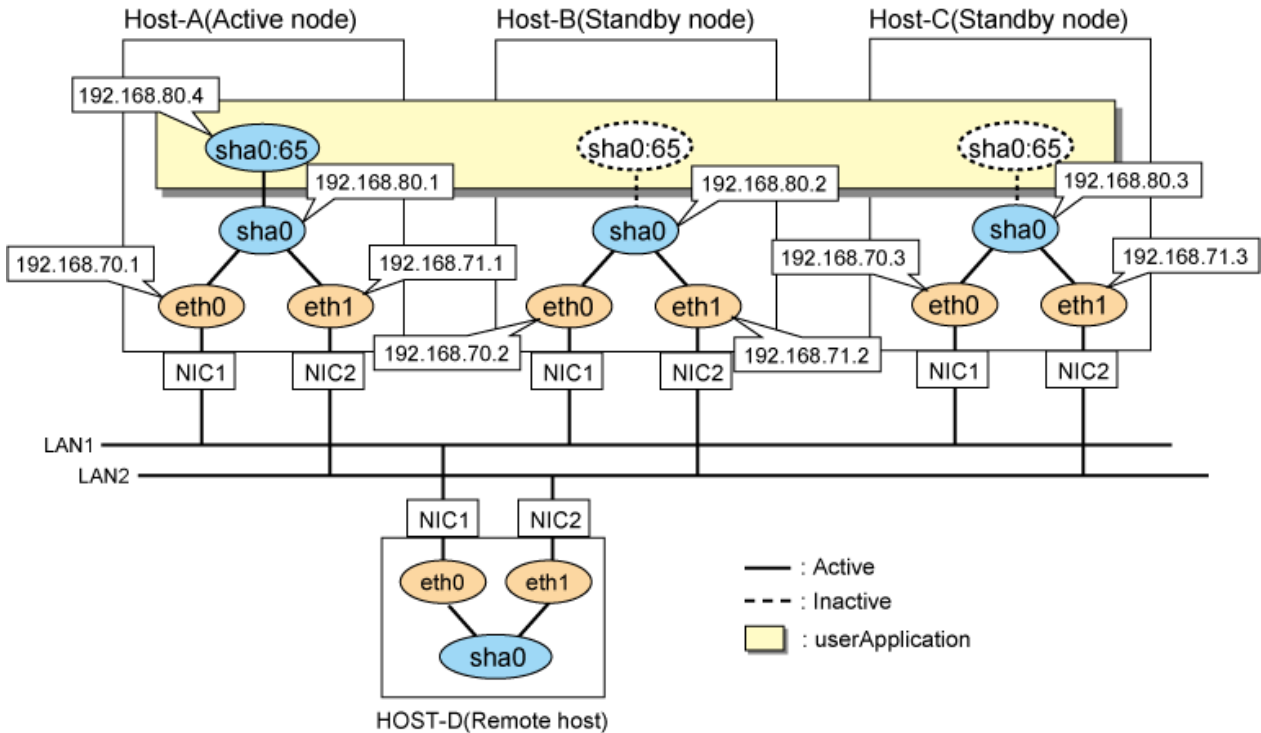 Host-A(Active node)
Host-B(Standby node)
Host-C(Standby node)
192.168.80.4
sha0:65
sha0:65
sha0:65
192.168.80.1
192.168.80.2
192.168.80.3
sha0
sha0
sha0
192.168.70.1
192.168.71.1
192.168.70.3
192.168.71.3
eth0
eth1
eth0
eth1
eth0
eth1
192.168.70.2
192.168.71.2
NIC1
NIC2
NIC1
NIC2
NIC1
NIC2
LAN1
LAN2
NIC1
NIC2
eth0
eth1
sha0
: Active
: Inactive
: userApplication
HOST-D(Remote host)